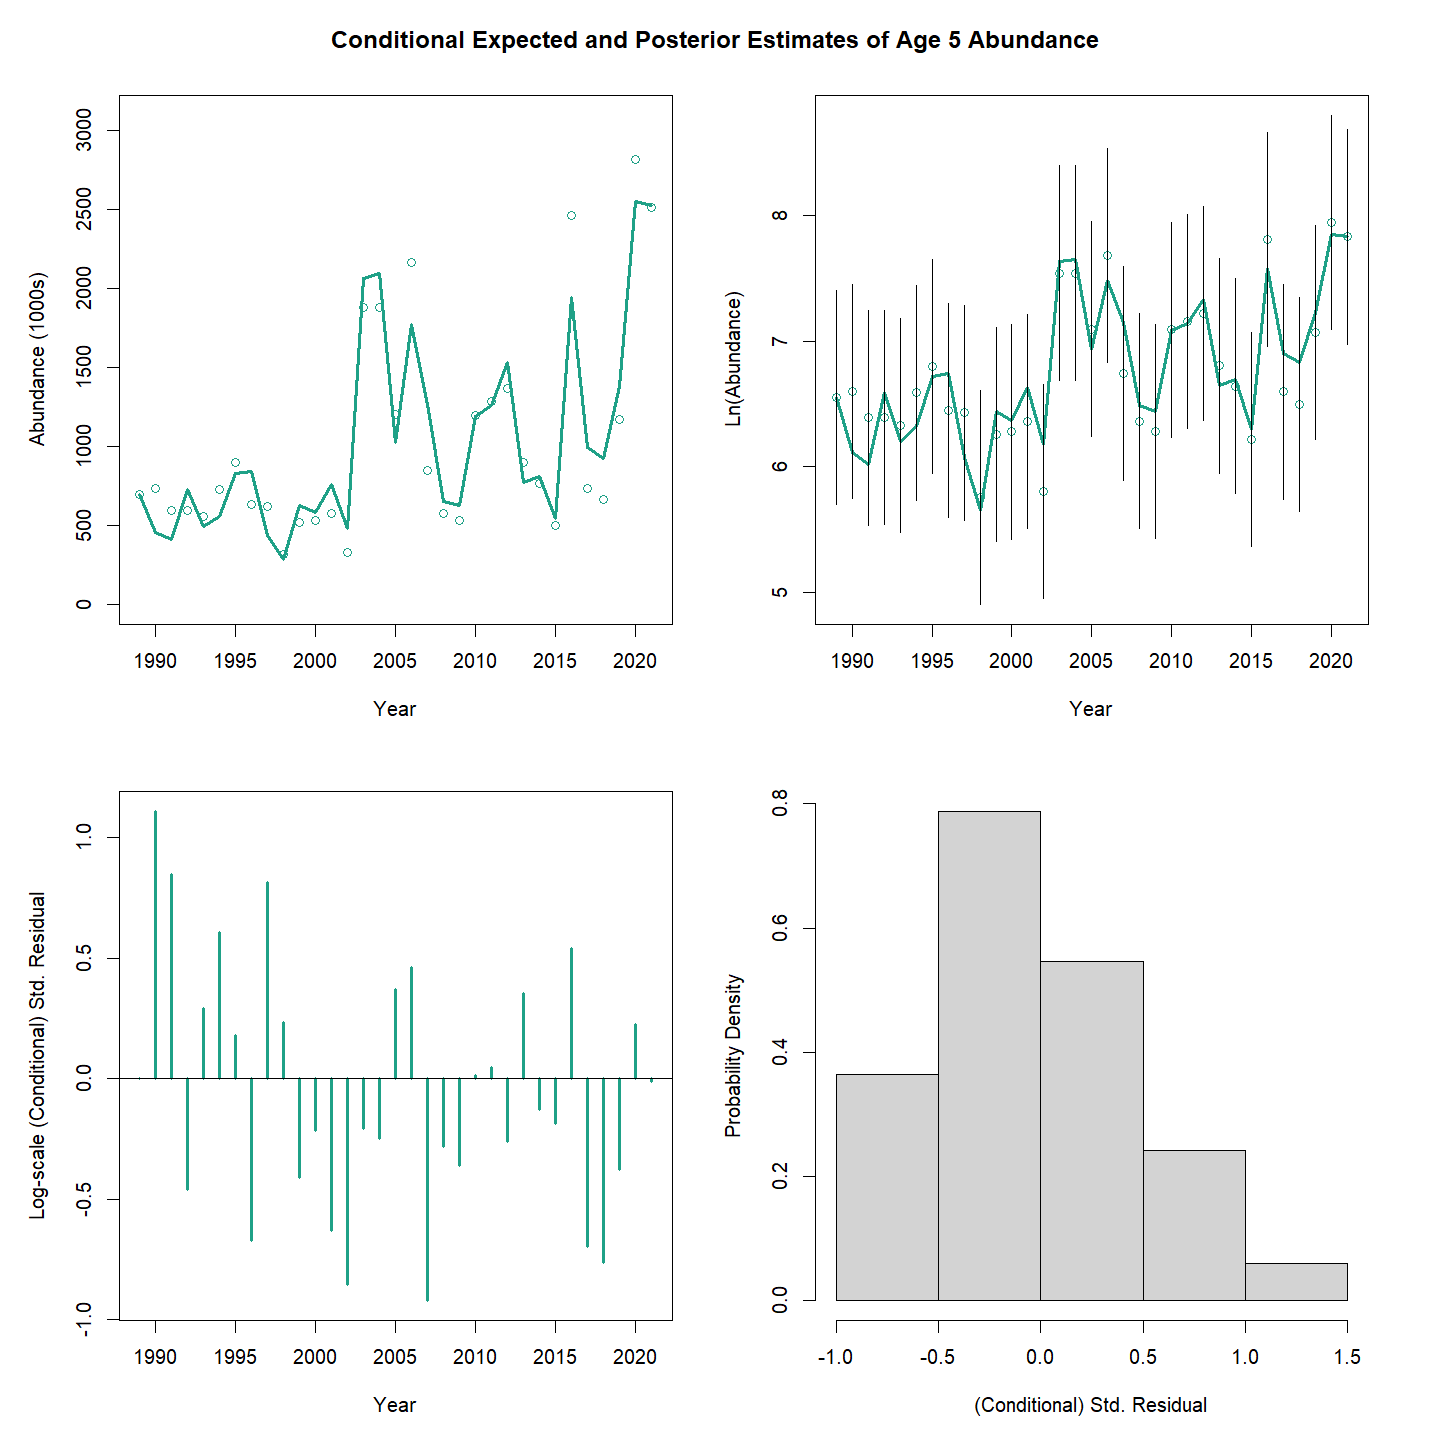 Conditional Expected and Posterior Estimates of Age 5 Abundance
Abundance (1000s)
3000
2500
2000
1500
1000
500
0
1990 1995 2000 2005 2010 2015 2020
Year
Ln(Abundance)
8
7
6
5
1990 1995 2000 2005 2010 2015 2020
Year
Log-scale (Conditional) Std. Residual
1.0
0.5
0.0
-0.5
-1.0
1990 1995 2000 2005 2010 2015 2020
Year
Probability Density
0.8
0.6
0.4
0.2
0.0
-1.0 -0.5 0.0 0.5 1.0 1.5
(Conditional) Std. Residual